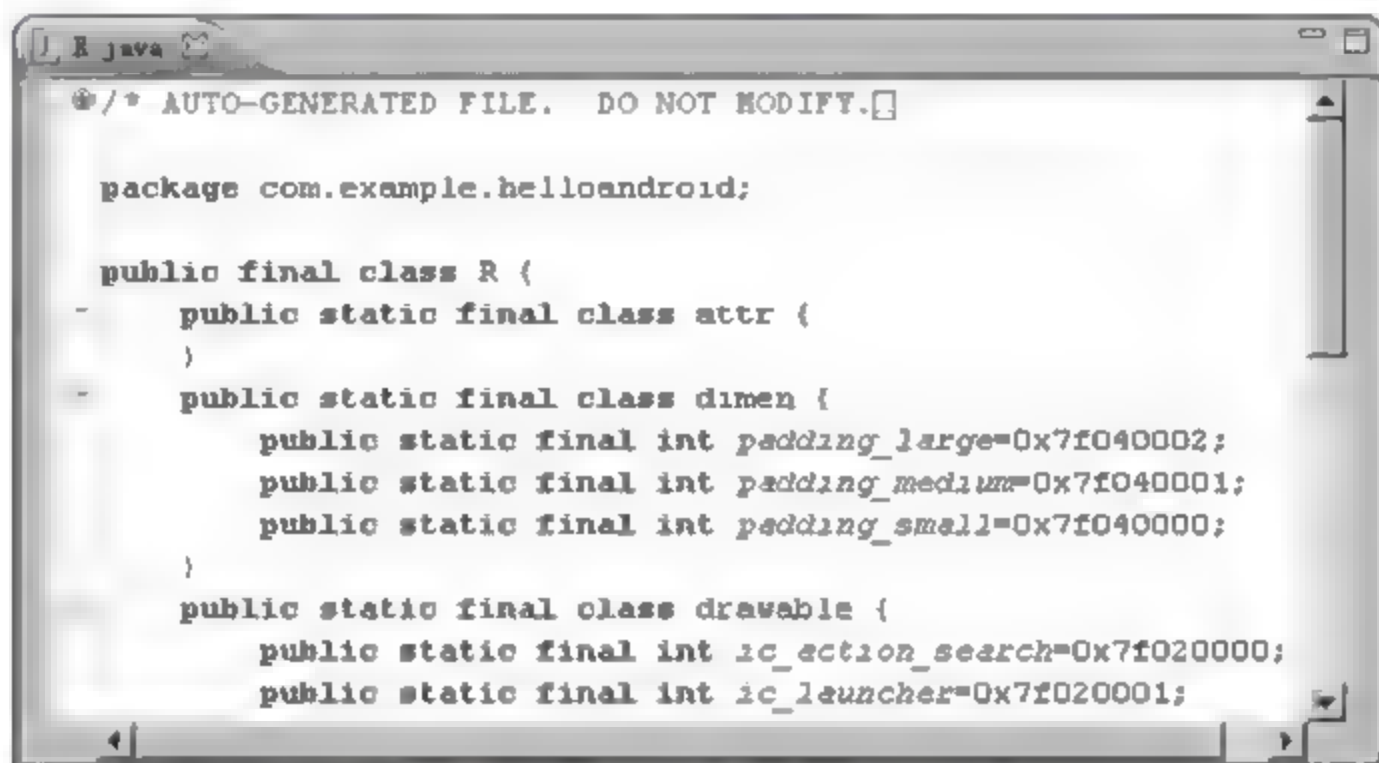 R java
/* AUTO-GENERATED FILE.  DO NOT MODIFY.
package com.example.helloandroid;
public final class R {
public static final class attr {
}
public static final class dimen {
public static final int padding_large=0x7f040002;
public static final int padding_medium=0x7f040001;
public static final int padding_small=0x7f040000;
}
public static final class drawable {
public static final int ic_action_search=0x7f020000;
public static final int ic_launcher=0x7f020001;